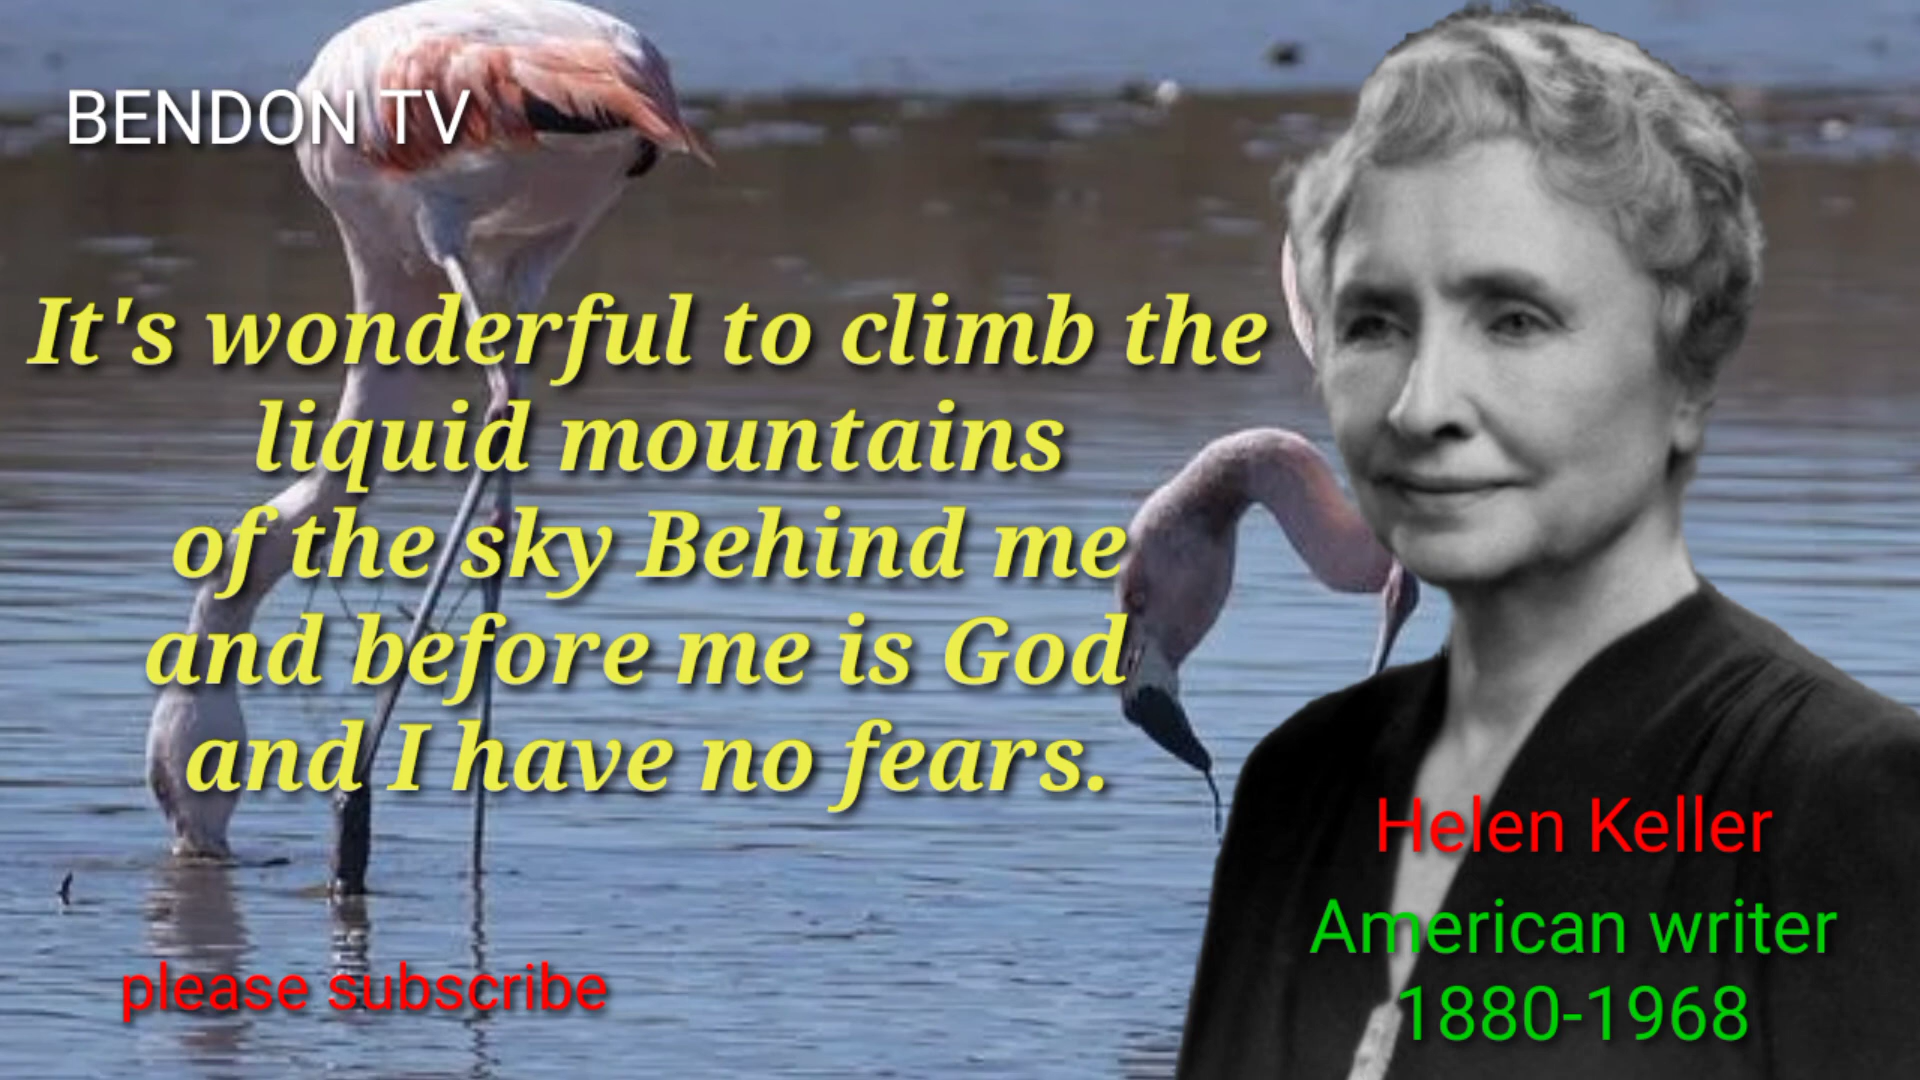 BENDON TV
It's wonderful to climb the
liquid mountains
of the sky Behind me
and before me is God
and I have no fears.
Helen Keller
American writer
1880-1968
please subscribe